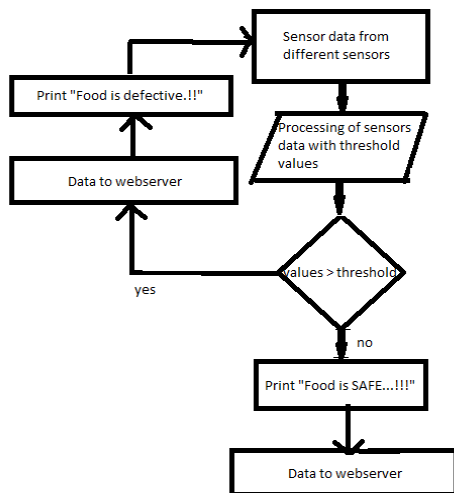 Sensor data from
different sensors
Print "Food is defective.!!"
Processing of sensors
data with threshold
values
Data to webserver
values > threshold
yes
no
Print "Food is SAFE...!!!"
Data to webserver